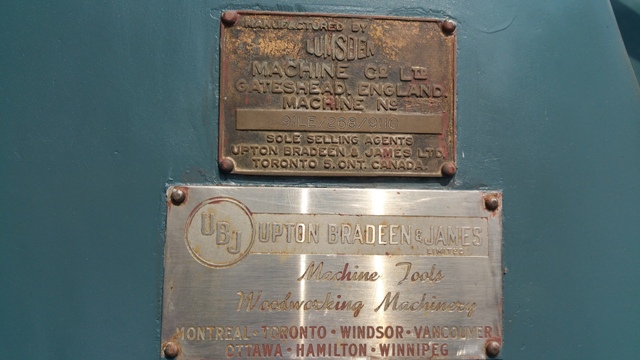 MANUFACTURED BY
LUMSDEN
MACHINE Co LTD
GATESHEAD, ENGLAND.
MACHINE No
SOLE SELLING AGENTS
UPTON BRADEEN & JAMES LTD.
TORONTO 5, ONT. CANADA.
UBJ
UPTON BRADEEN & JAMES
LIMITED
Machine Tools
Woodworking Machinery
MONTREAL - TORONTO - WINDSOR - VANCOUVER
OTTAWA - HAMILTON - WINNIPEG